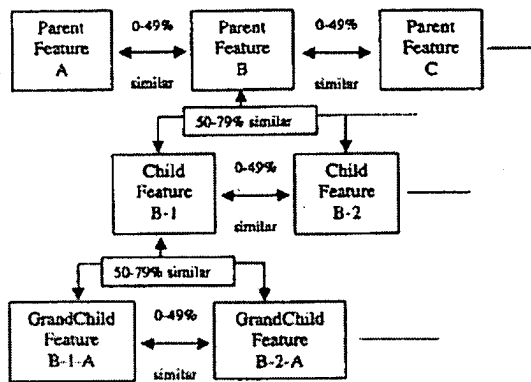 Parent
Feature
A
0-49%
similar
Parent
Feature
B
0-49%
similar
Parent
Feature
C
50-79% similar
Child
Feature
B-1
0-49%
similar
Child
Feature
B-2
50-79% similar
GrandChild
Feature
B-1-A
0-49%
similar
GrandChild
Feature
B-2-A